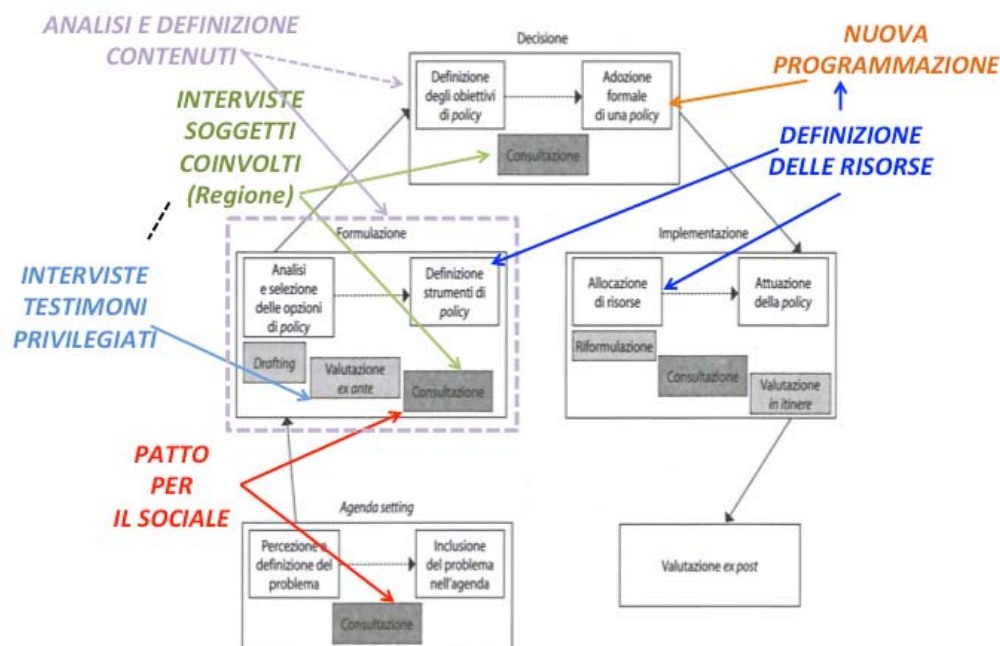 ANALISI E DEFINIZIONE
CONTENUTI
Decisione
NUOVA
PROGRAMMAZIONE
Definizione
degli obiettivi
di policy
Adozione
formale
di una policy
Consultazione
INTERVISTE
SOGGETTI
COINVOLTI
(Regione)
DEFINIZIONE
DELLE RISORSE
Formulazione
Analisi
e selezione
delle opzioni
di policy
Definizione
strumenti di
policy
Drafting
Valutazione
ex ante
Consultazione
Implementazione
Allocazione
di risorse
Attuazione
della policy
Riformulazione
Consultazione
Valutazione
in itinere
INTERVISTE
TESTIMONI
PRIVILEGIATI
PATTO
PER
IL SOCIALE
Agenda setting
Percezione e
definizione del
problema
Inclusione
del problema
nell'agenda
Consultazione
Valutazione ex post